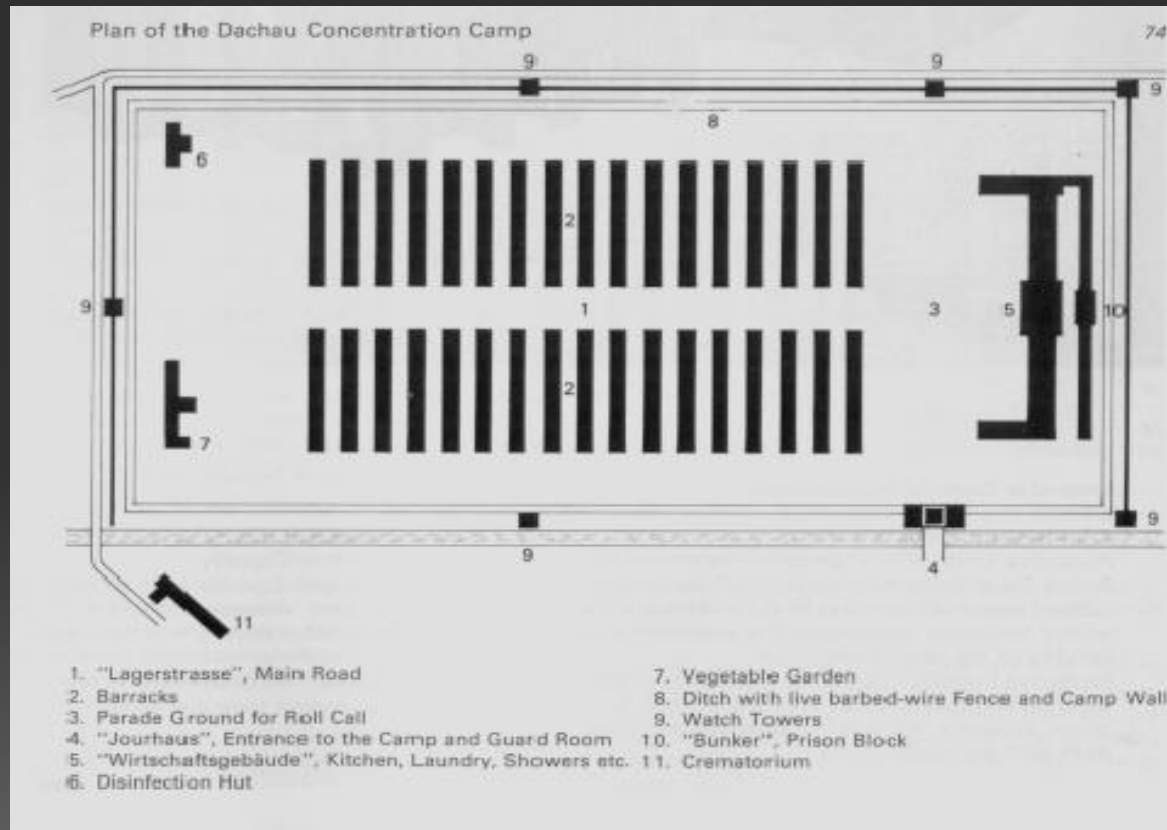 Plan of the Dachau Concentration Camp
74
9 9 9
8
6
2
9 1 3 5 10
2
7
9
9
4
11
1. "Lagerstrasse", Main Road
2. Barracks
3. Parade Ground for Roll Call
4. "Jourhaus", Entrance to the Camp and Guard Room
5. "Wirtschaftsgebäude", Kitchen, Laundry, Showers etc.
6. Disinfection Hut
7. Vegetable Garden
8. Ditch with live barbed-wire Fence and Camp Wall
9. Watch Towers
10. "Bunker", Prison Block
11. Crematorium